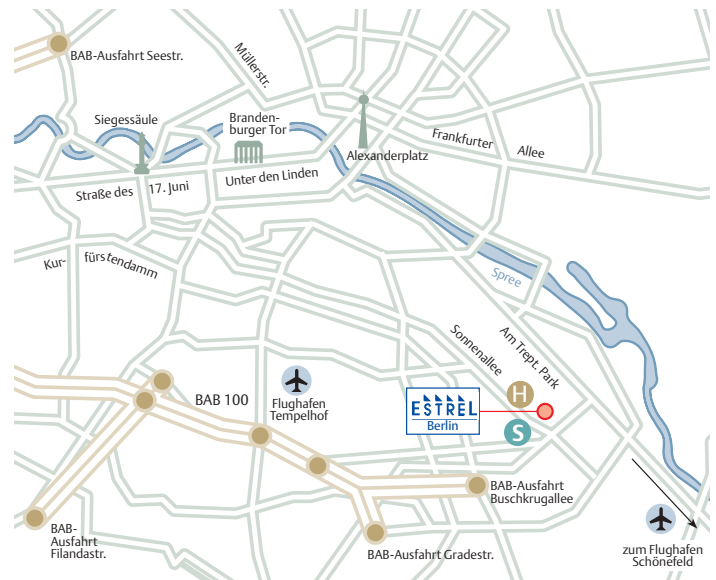 BAB-Ausfahrt Seestr.
Müllerstr.
Siegessäule
Branden-
burger Tor
Alexanderplatz
Frankfurter
Allee
Straße des
17. Juni
Unter den Linden
Kur-
fürstendamm
Spree
Sonnenallee
Am Trept. Park
BAB 100
Flughafen
Tempelhof
H
ESTREL
Berlin
S
BAB-Ausfahrt
Buschkrugallee
BAB-
Ausfahrt
Filandastr.
BAB-Ausfahrt Gradestr.
zum Flughafen
Schönefeld